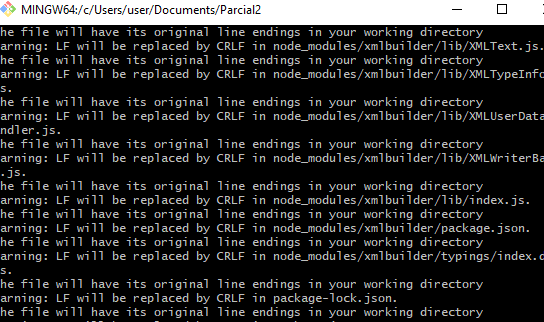 MINGW64:/c/Users/user/Documents/Parcial2
he file will have its original line endings in your working directory
arning: LF will be replaced by CRLF in node_modules/xmlbuilder/lib/XMLText.js.
he file will have its original line endings in your working directory
arning: LF will be replaced by CRLF in node_modules/xmlbuilder/lib/XMLTypeInfo
s.
he file will have its original line endings in your working directory
arning: LF will be replaced by CRLF in node_modules/xmlbuilder/lib/XMLUserData
ndler.js.
he file will have its original line endings in your working directory
arning: LF will be replaced by CRLF in node_modules/xmlbuilder/lib/XMLWriterBa
.js.
he file will have its original line endings in your working directory
arning: LF will be replaced by CRLF in node_modules/xmlbuilder/lib/index.js.
he file will have its original line endings in your working directory
arning: LF will be replaced by CRLF in node_modules/xmlbuilder/package.json.
he file will have its original line endings in your working directory
arning: LF will be replaced by CRLF in node_modules/xmlbuilder/typings/index.d
s.
he file will have its original line endings in your working directory
arning: LF will be replaced by CRLF in package-lock.json.
he file will have its original line endings in your working directory